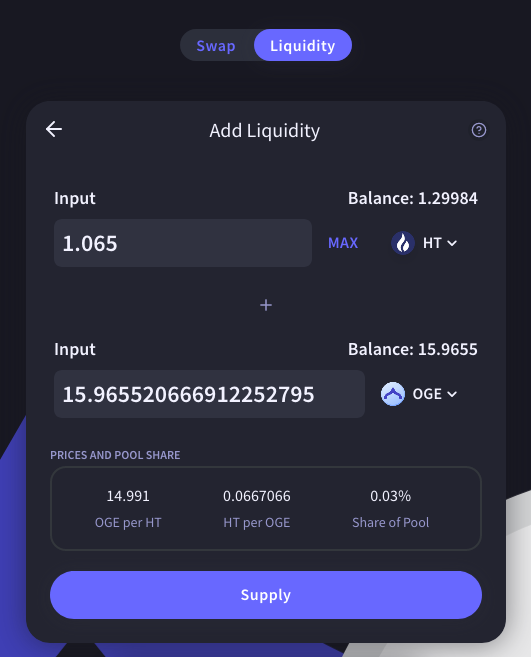 Swap Liquidity
Add Liquidity
Input Balance: 1.29984
1.065 MAX HT
+
Input Balance: 15.9655
15.965520666912252795 OGE
PRICES AND POOL SHARE
14.991 0.0667066 0.03%
OGE per HT HT per OGE Share of Pool
Supply